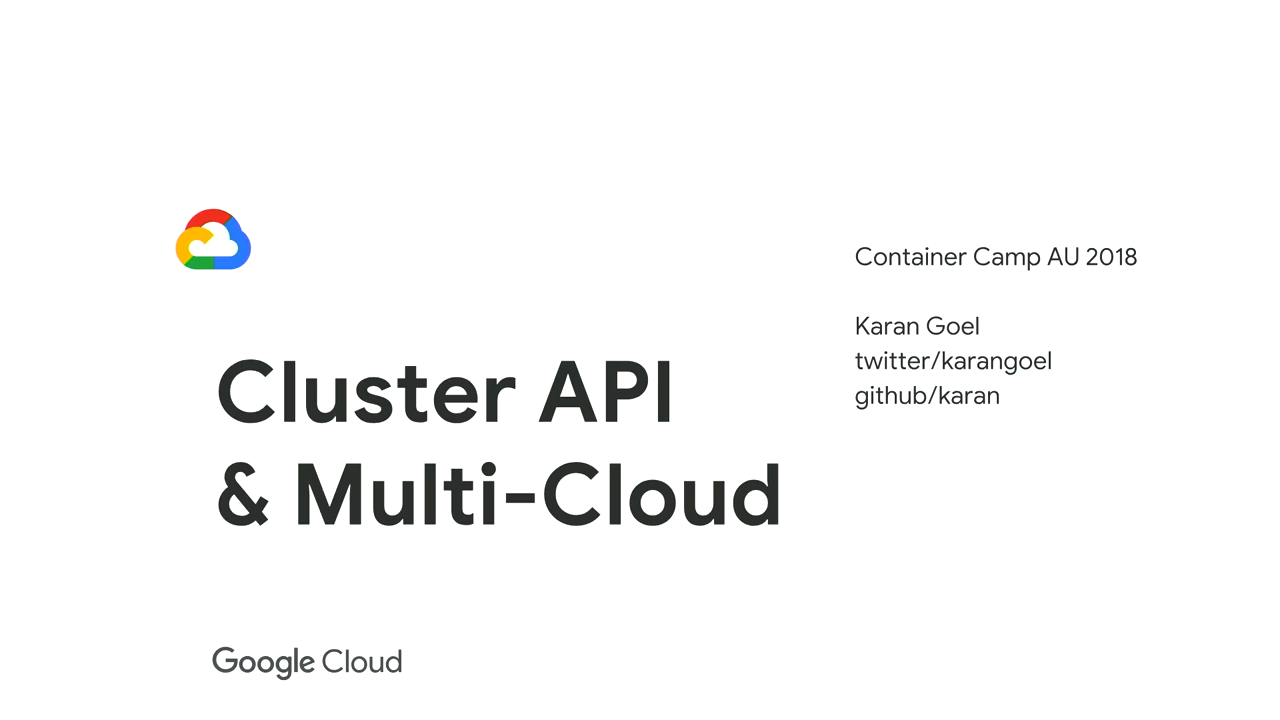 Cluster API
& Multi-Cloud
Container Camp AU 2018
Karan Goel
twitter/karangoel
github/karan
Google Cloud